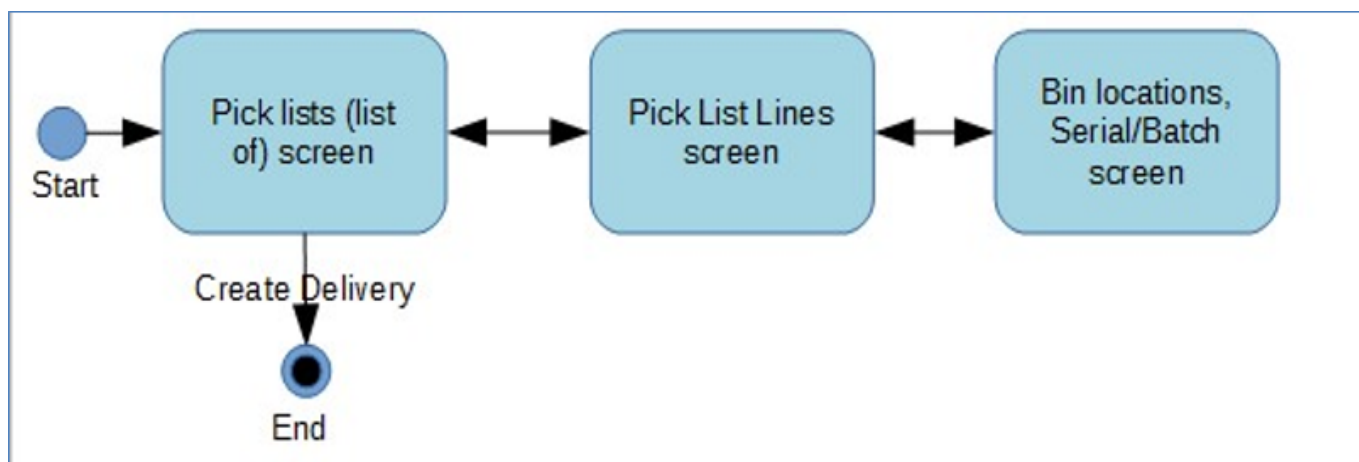 Start
Pick lists (list
of) screen
Pick List Lines
screen
Bin locations,
Serial/Batch
screen
Create Delivery
End